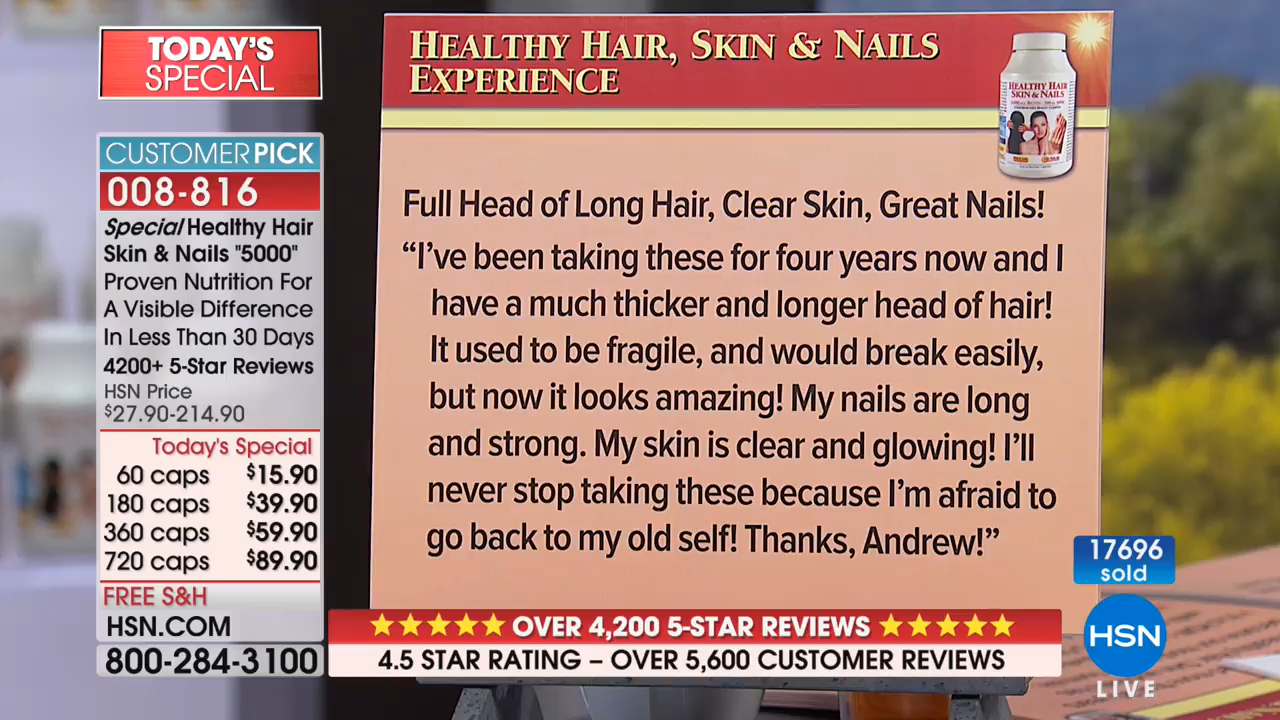 TODAY'S
SPECIAL
CUSTOMER PICK
008-816
Special Healthy Hair
Skin & Nails "5000"
Proven Nutrition For
A Visible Difference
In Less Than 30 Days
4200+ 5-Star Reviews
HSN Price
$27.90-214.90
Today's Special
60 caps $15.90
180 caps $39.90
360 caps $59.90
720 caps $89.90
FREE S&H
HSN.COM
800-284-3100
HEALTHY HAIR, SKIN & NAILS
EXPERIENCE
HEALTHY HAIR
SKIN & NAILS
Full Head of Long Hair, Clear Skin, Great Nails!
“I’ve been taking these for four years now and I
have a much thicker and longer head of hair!
It used to be fragile, and would break easily,
but now it looks amazing! My nails are long
and strong. My skin is clear and glowing! I’ll
never stop taking these because I’m afraid to
go back to my old self! Thanks, Andrew!”
17696
sold
HSN
LIVE
OVER 4,200 5-STAR REVIEWS
4.5 STAR RATING – OVER 5,600 CUSTOMER REVIEWS